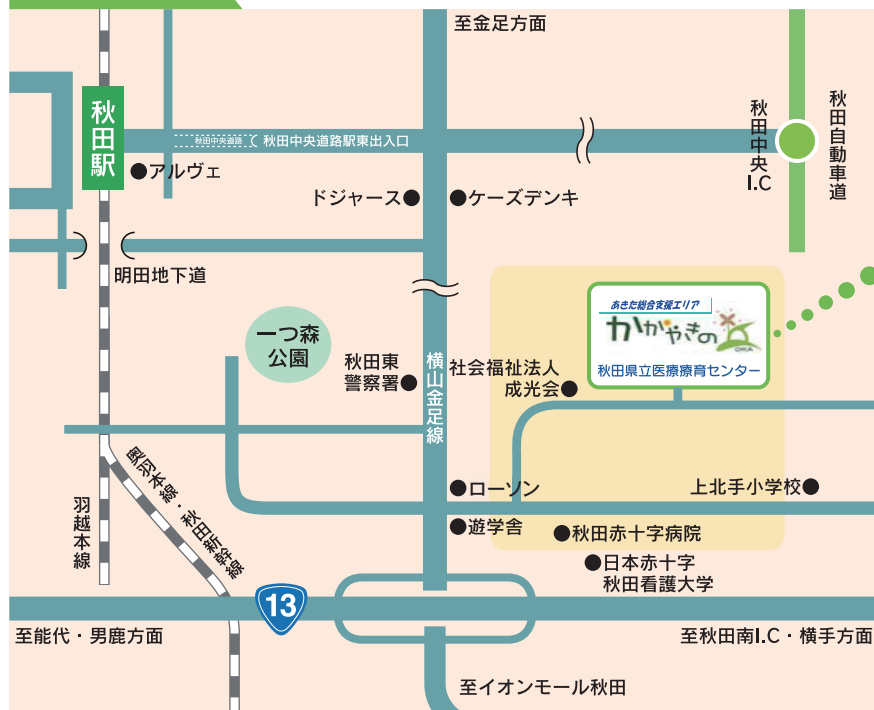 至金足方面
秋田駅
秋田中央道路
秋田中央道路駅東出入口
秋田中央I.C
秋田自動車道
アルヴェ
ドジャース
ケーズデンキ
明田地下道
一つ森
公園
秋田東
警察署
横山金足線
社会福祉法人
成光会
あきた総合支援エリア
かがやきの丘
OKA
秋田県立医療療育センター
羽越本線
奥羽本線・秋田新幹線
ローソン
上北手小学校
遊学舎
秋田赤十字病院
日本赤十字
秋田看護大学
13
至能代・男鹿方面
至秋田南I.C・横手方面
至イオンモール秋田